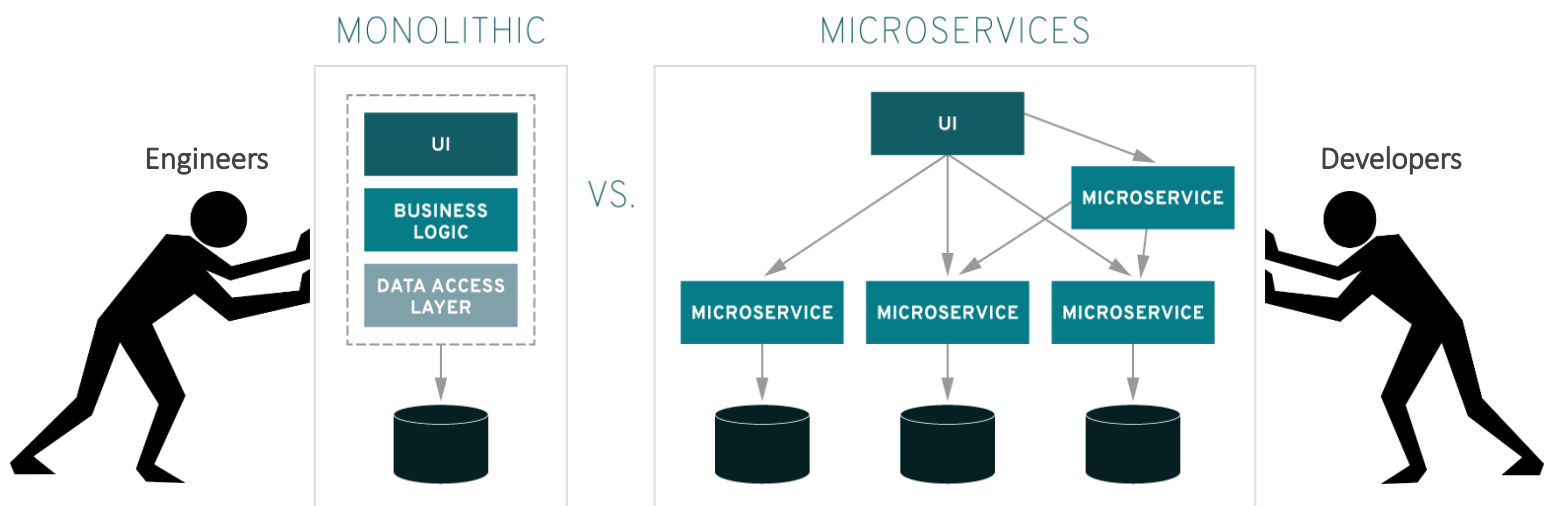 MONOLITHIC
MICROSERVICES
Engineers
UI
BUSINESS
LOGIC
DATA ACCESS
LAYER
VS.
UI
MICROSERVICE
MICROSERVICE
MICROSERVICE
MICROSERVICE
Developers